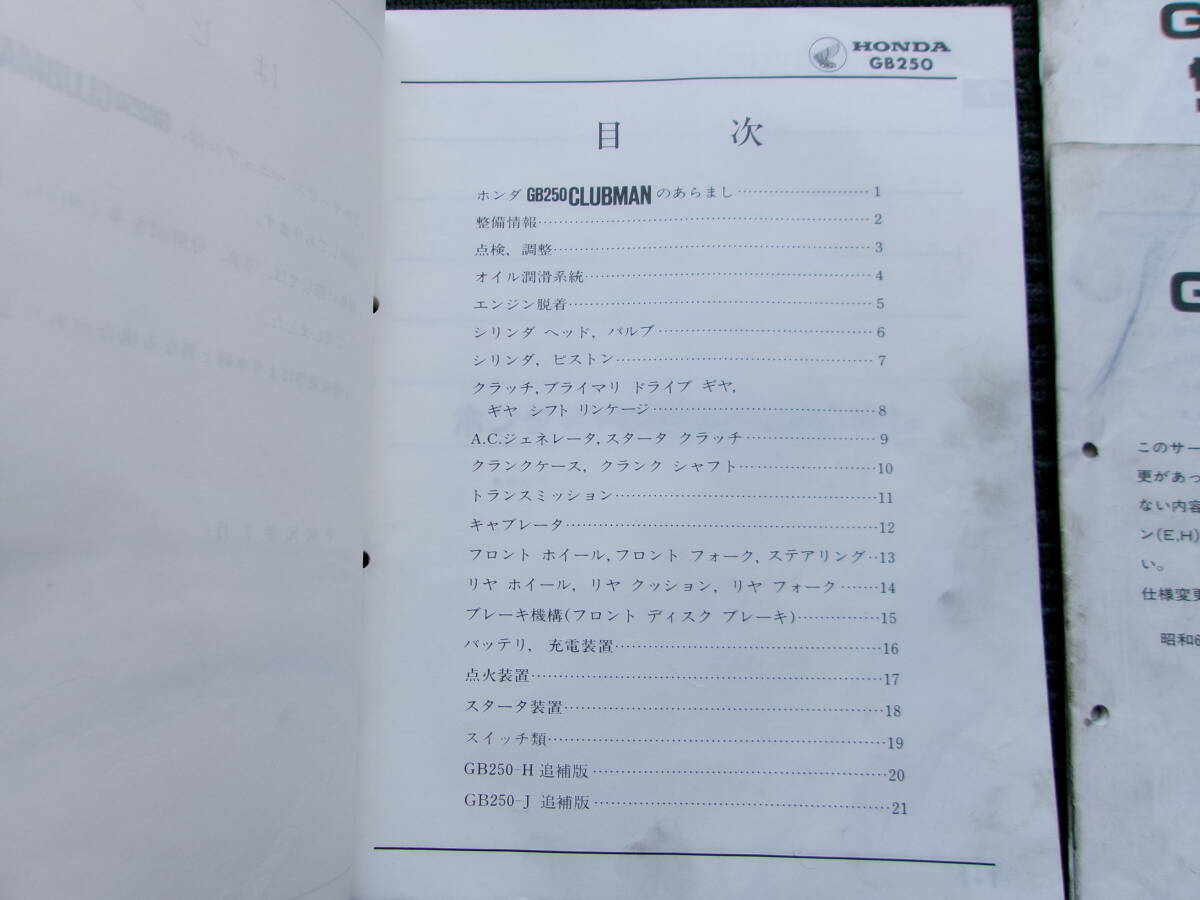 HONDA
GB250
目 次
ホンダ GB250 CLUBMAN のあらまし……………………1
整備情報……………………2
点検, 調整……………………3
オイル潤滑系統……………………4
エンジン脱着……………………5
シリンダ ヘッド, バルブ……………………6
シリンダ, ピストン……………………7
クラッチ,プライマリ ドライブ ギヤ,
ギヤ シフト リンケージ……………………8
A.C.ジェネレータ,スタータ クラッチ……………………9
クランクケース, クランク シャフト……………………10
トランスミッション……………………11
キャブレータ……………………12
フロント ホイール,フロント フォーク, ステアリング‥13
リヤ ホイール, リヤ クッション, リヤ フォーク……14
ブレーキ機構(フロント ディスク ブレーキ)……………15
バッテリ, 充電装置……………………16
点火装置……………………17
スタータ装置……………………18
スイッチ類……………………19
GB250-H 追補版……………………20
GB250-J 追補版……………………21
G
G
このサー
更があっ
ない内容
ン(E,H)
い。
仕様変更
昭和6